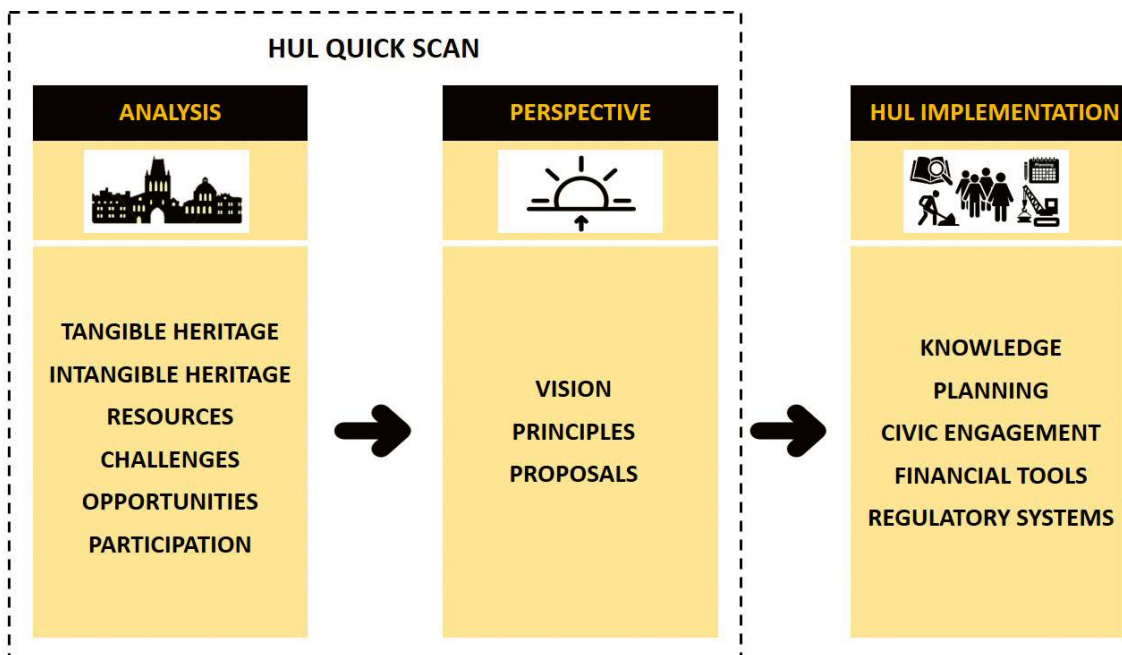 HUL QUICK SCAN
ANALYSIS
TANGIBLE HERITAGE
INTANGIBLE HERITAGE
RESOURCES
CHALLENGES
OPPORTUNITIES
PARTICIPATION
PERSPECTIVE
VISION
PRINCIPLES
PROPOSALS
HUL IMPLEMENTATION
Planning
KNOWLEDGE
PLANNING
CIVIC ENGAGEMENT
FINANCIAL TOOLS
REGULATORY SYSTEMS